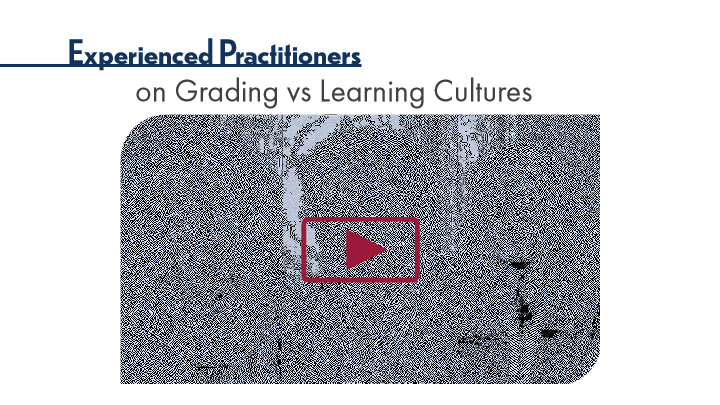 Experienced Practitioners
on Grading vs Learning Cultures